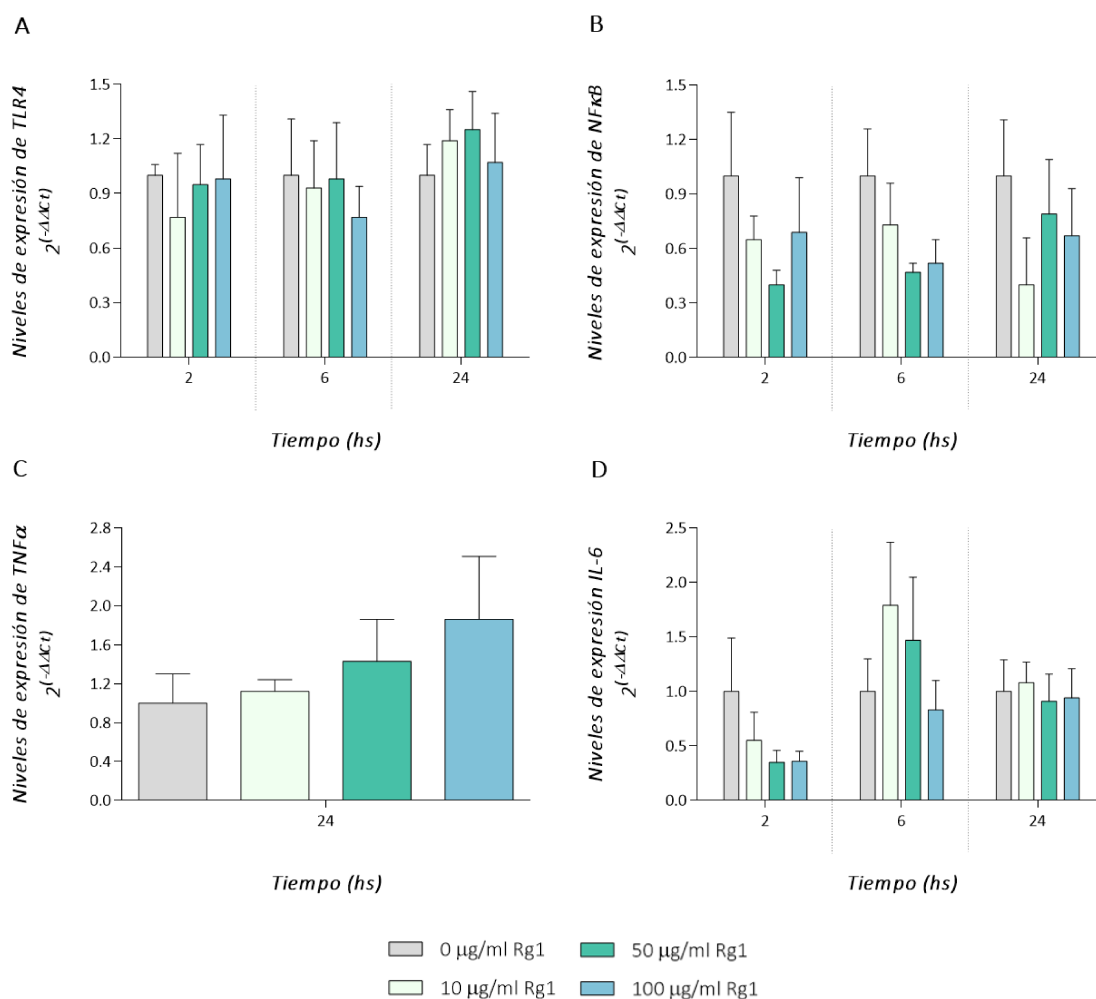 A
Niveles de expresión de TLR4
2(-ΔΔCt)
1.5
1.2
0.9
0.6
0.3
0.0
2
6
24
Tiempo (hs)
B
Niveles de expresión de NFκB
2(-ΔΔCt)
1.5
1.2
0.9
0.6
0.3
0.0
2
6
24
Tiempo (hs)
C
Niveles de expresión de TNFα
2(-ΔΔCt)
2.8
2.4
2.0
1.6
1.2
0.8
0.4
0.0
24
Tiempo (hs)
D
Niveles de expresión IL-6
2(-ΔΔCt)
2.5
2.0
1.5
1.0
0.5
0.0
2
6
24
Tiempo (hs)
0 μg/ml Rg1
50 μg/ml Rg1
10 μg/ml Rg1
100 μg/ml Rg1